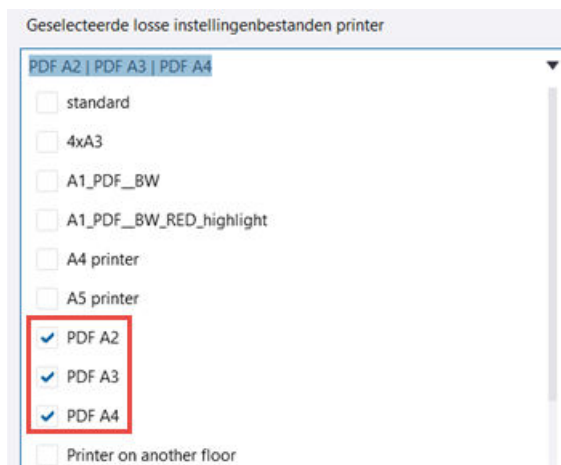 Geselecteerde losse instellingenbestanden printer
PDF A2 | PDF A3 | PDF A4
standard
4xA3
A1_PDF__BW
A1_PDF__BW_RED_highlight
A4 printer
A5 printer
PDF A2
PDF A3
PDF A4
Printer on another floor